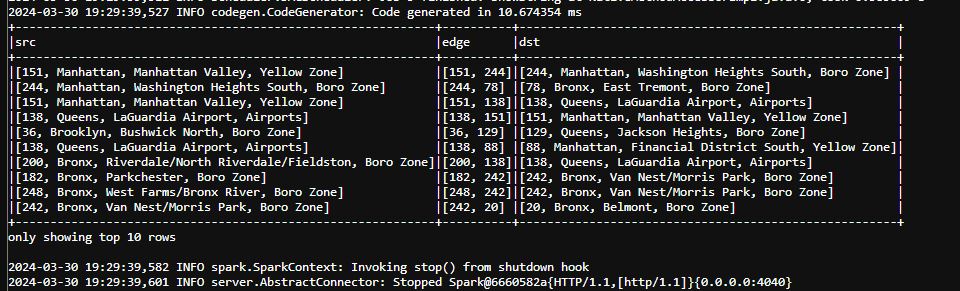 2024-03-30 19:29:39,527 INFO codegen.CodeGenerator: Code generated in 10.674354 ms
|src |edge |dst |
|[151, Manhattan, Manhattan Valley, Yellow Zone] |[151, 244]|[244, Manhattan, Washington Heights South, Boro Zone] |
|[244, Manhattan, Washington Heights South, Boro Zone] |[244, 78] |[78, Bronx, East Tremont, Boro Zone] |
|[151, Manhattan, Manhattan Valley, Yellow Zone] |[151, 138]|[138, Queens, LaGuardia Airport, Airports] |
|[138, Queens, LaGuardia Airport, Airports] |[138, 151]|[151, Manhattan, Manhattan Valley, Yellow Zone] |
|[36, Brooklyn, Bushwick North, Boro Zone] |[36, 129] |[129, Queens, Jackson Heights, Boro Zone] |
|[138, Queens, LaGuardia Airport, Airports] |[138, 88] |[88, Manhattan, Financial District South, Yellow Zone]|
|[200, Bronx, Riverdale/North Riverdale/Fieldston, Boro Zone]|[200, 138]|[138, Queens, LaGuardia Airport, Airports] |
|[182, Bronx, Parkchester, Boro Zone] |[182, 242]|[242, Bronx, Van Nest/Morris Park, Boro Zone] |
|[248, Bronx, West Farms/Bronx River, Boro Zone] |[248, 242]|[242, Bronx, Van Nest/Morris Park, Boro Zone] |
|[242, Bronx, Van Nest/Morris Park, Boro Zone] |[242, 20] |[20, Bronx, Belmont, Boro Zone] |
only showing top 10 rows
2024-03-30 19:29:39,582 INFO spark.SparkContext: Invoking stop() from shutdown hook
2024-03-30 19:29:39,601 INFO server.AbstractConnector: Stopped Spark@6660582a{HTTP/1.1,[http/1.1]}{0.0.0.0:4040}